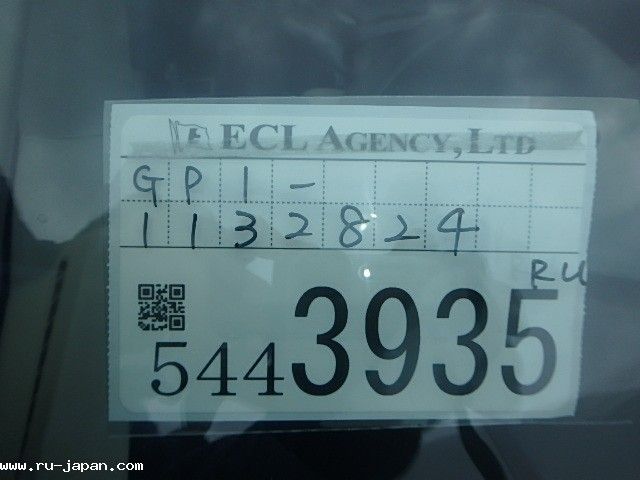 ECL AGENCY, LTD
GP1-
1132824
RU
5443935
www.ru-japan.com